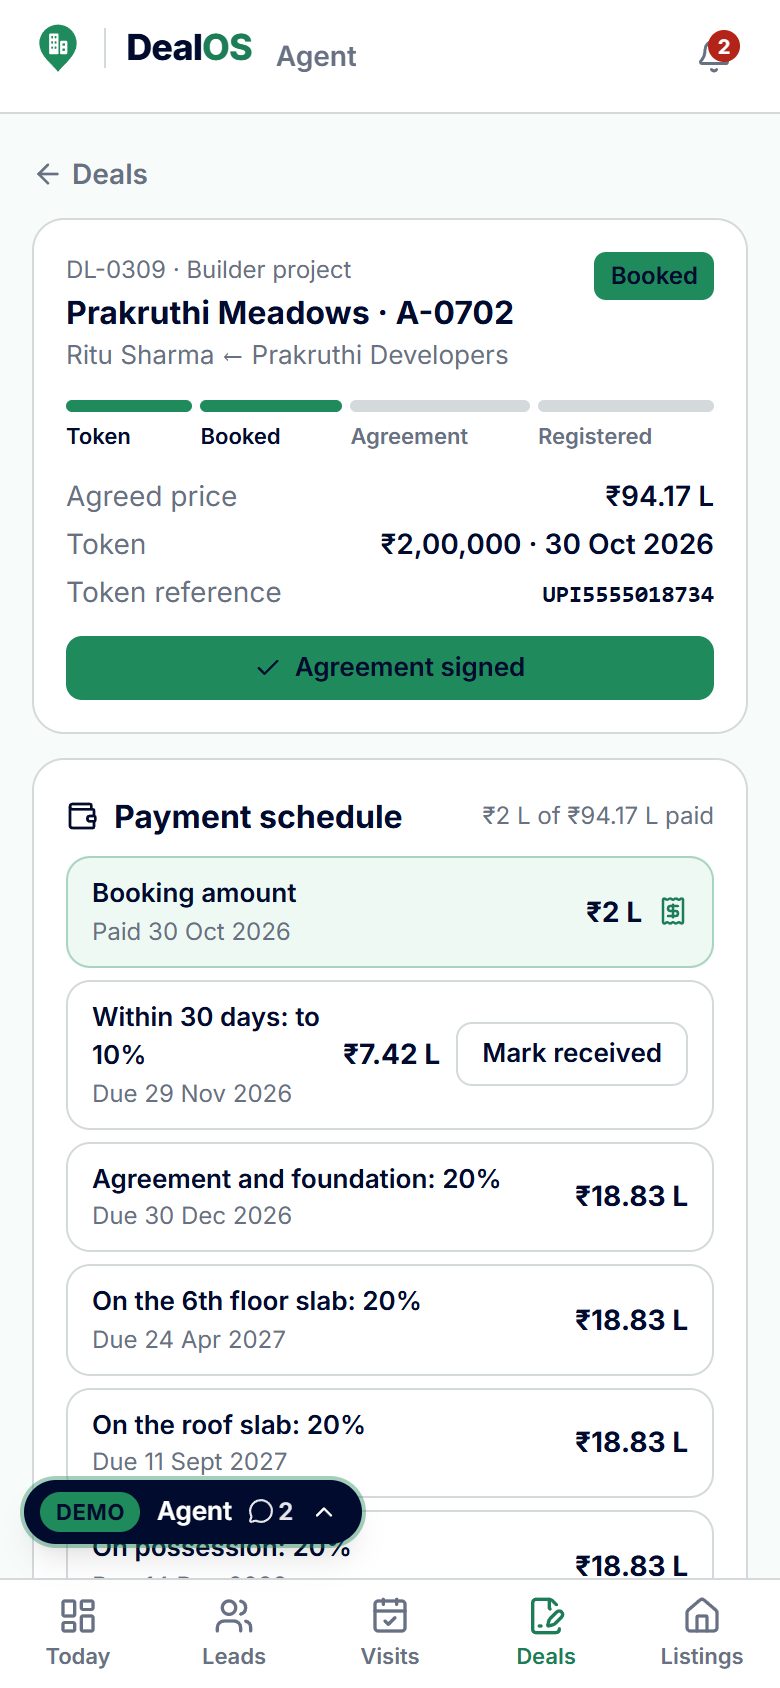 DealOS Agent
2
← Deals
DL-0309 · Builder project
Booked
Prakruthi Meadows · A-0702
Ritu Sharma ← Prakruthi Developers
Token Booked Agreement Registered
Agreed price ₹94.17 L
Token ₹2,00,000 · 30 Oct 2026
Token reference UPI5555018734
Agreement signed
Payment schedule ₹2 L of ₹94.17 L paid
Booking amount
Paid 30 Oct 2026
₹2 L
Within 30 days: to
10%
Due 29 Nov 2026
₹7.42 L
Mark received
Agreement and foundation: 20%
Due 30 Dec 2026
₹18.83 L
On the 6th floor slab: 20%
Due 24 Apr 2027
₹18.83 L
On the roof slab: 20%
Due 11 Sept 2027
₹18.83 L
DEMO Agent 2
On possession: 20%
₹18.83 L
Today Leads Visits Deals Listings